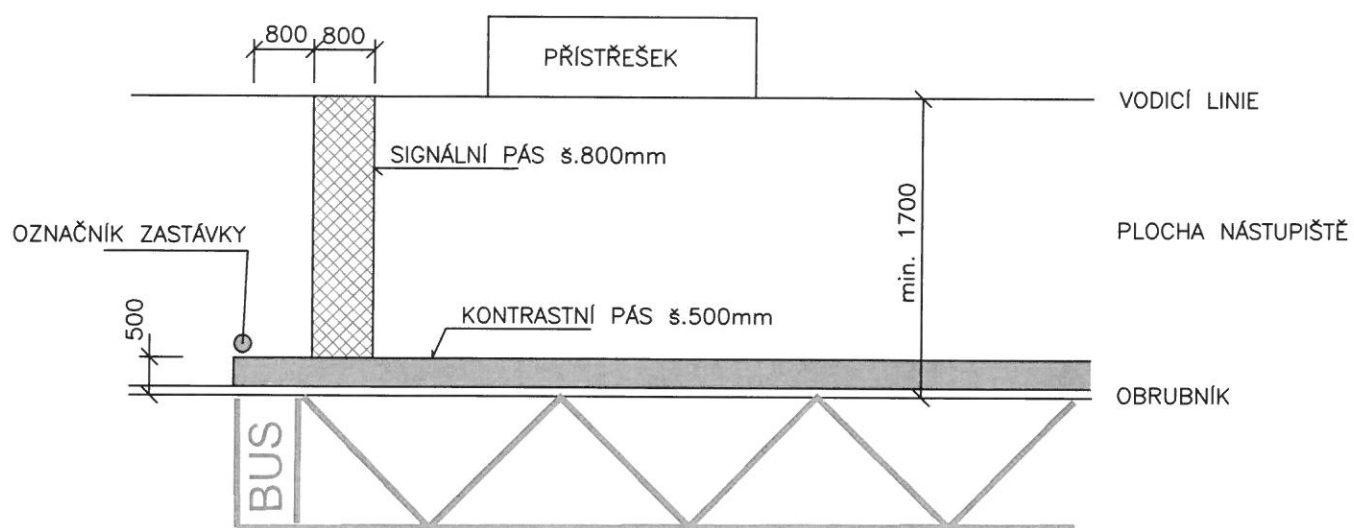 800 800
PŘÍSTŘEŠEK
VODICÍ LINIE
SIGNÁLNÍ PÁS š.800mm
OZNAČNÍK ZASTÁVKY
PLOCHA NÁSTUPIŠTĚ
min. 1700
500
KONTRASTNÍ PÁS š.500mm
OBRUBNÍK
BUS